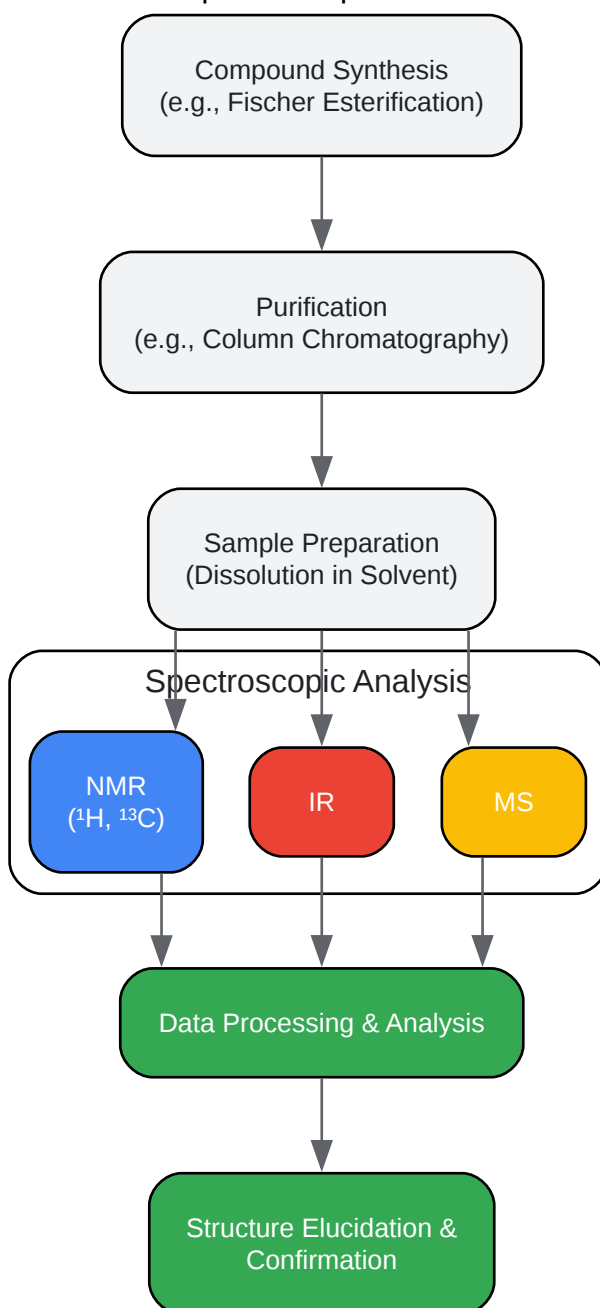 Compound Synthesis
(e.g., Fischer Esterification)
Purification
(e.g., Column Chromatography)
Sample Preparation
(Dissolution in Solvent)
Spectroscopic Analysis
NMR
(¹H, ¹³C)
IR
MS
Data Processing & Analysis
Structure Elucidation &
Confirmation